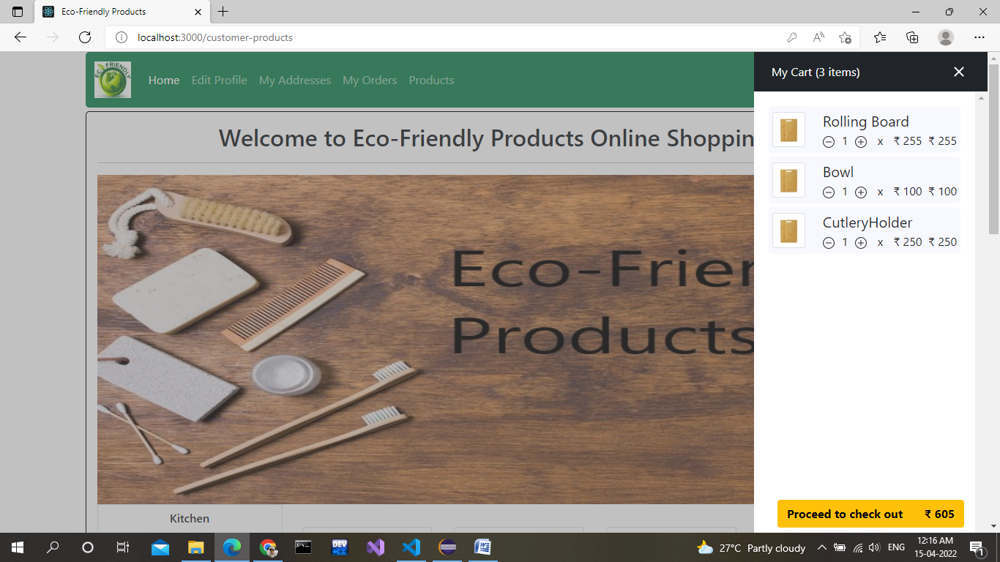 Eco-Friendly Products
localhost:3000/customer-products
ECO FRIENDLY
Home Edit Profile My Addresses My Orders Products
Welcome to Eco-Friendly Products Online Shoppin
Eco-Frier
Products
Kitchen
My Cart (3 items)
Rolling Board
1 x ₹ 255 ₹ 255
Bowl
1 x ₹ 100 ₹ 100
CutleryHolder
1 x ₹ 250 ₹ 250
Proceed to check out ₹ 605
DEV
27°C Partly cloudy ENG 12:16 AM
15-04-2022
1